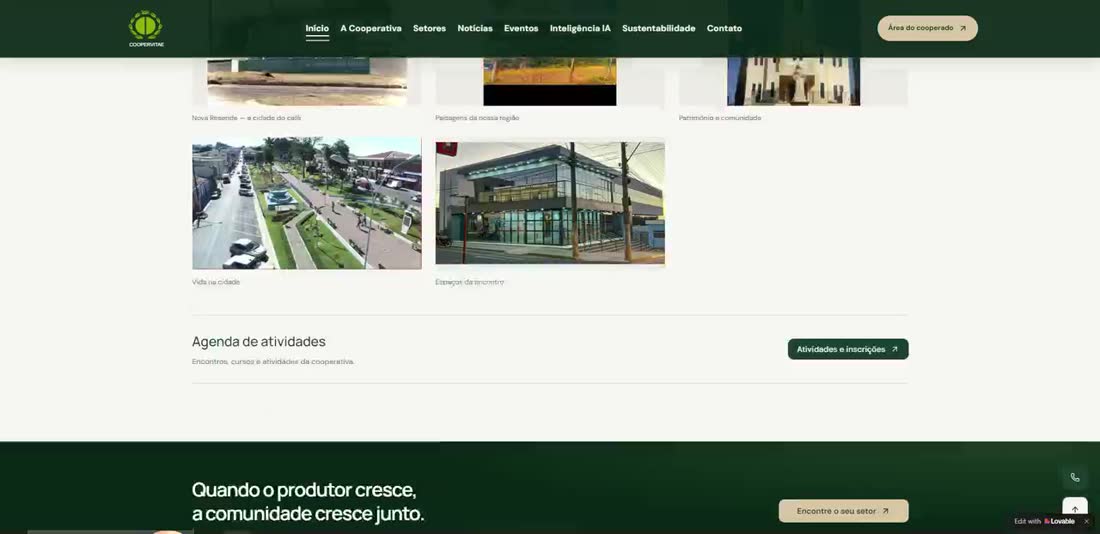 COOPERVITAE
Início A Cooperativa Setores Notícias Eventos Inteligência IA Sustentabilidade Contato
Área do cooperado
Nova Resende — a cidade do café
Paisagens da nossa região
Patrimônio e comunidade
Vida na cidade
Espaços de encontro
Agenda de atividades
Encontros, cursos e atividades da cooperativa.
Atividades e inscrições
Quando o produtor cresce,
a comunidade cresce junto.
Encontre o seu setor
Edit with Lovable